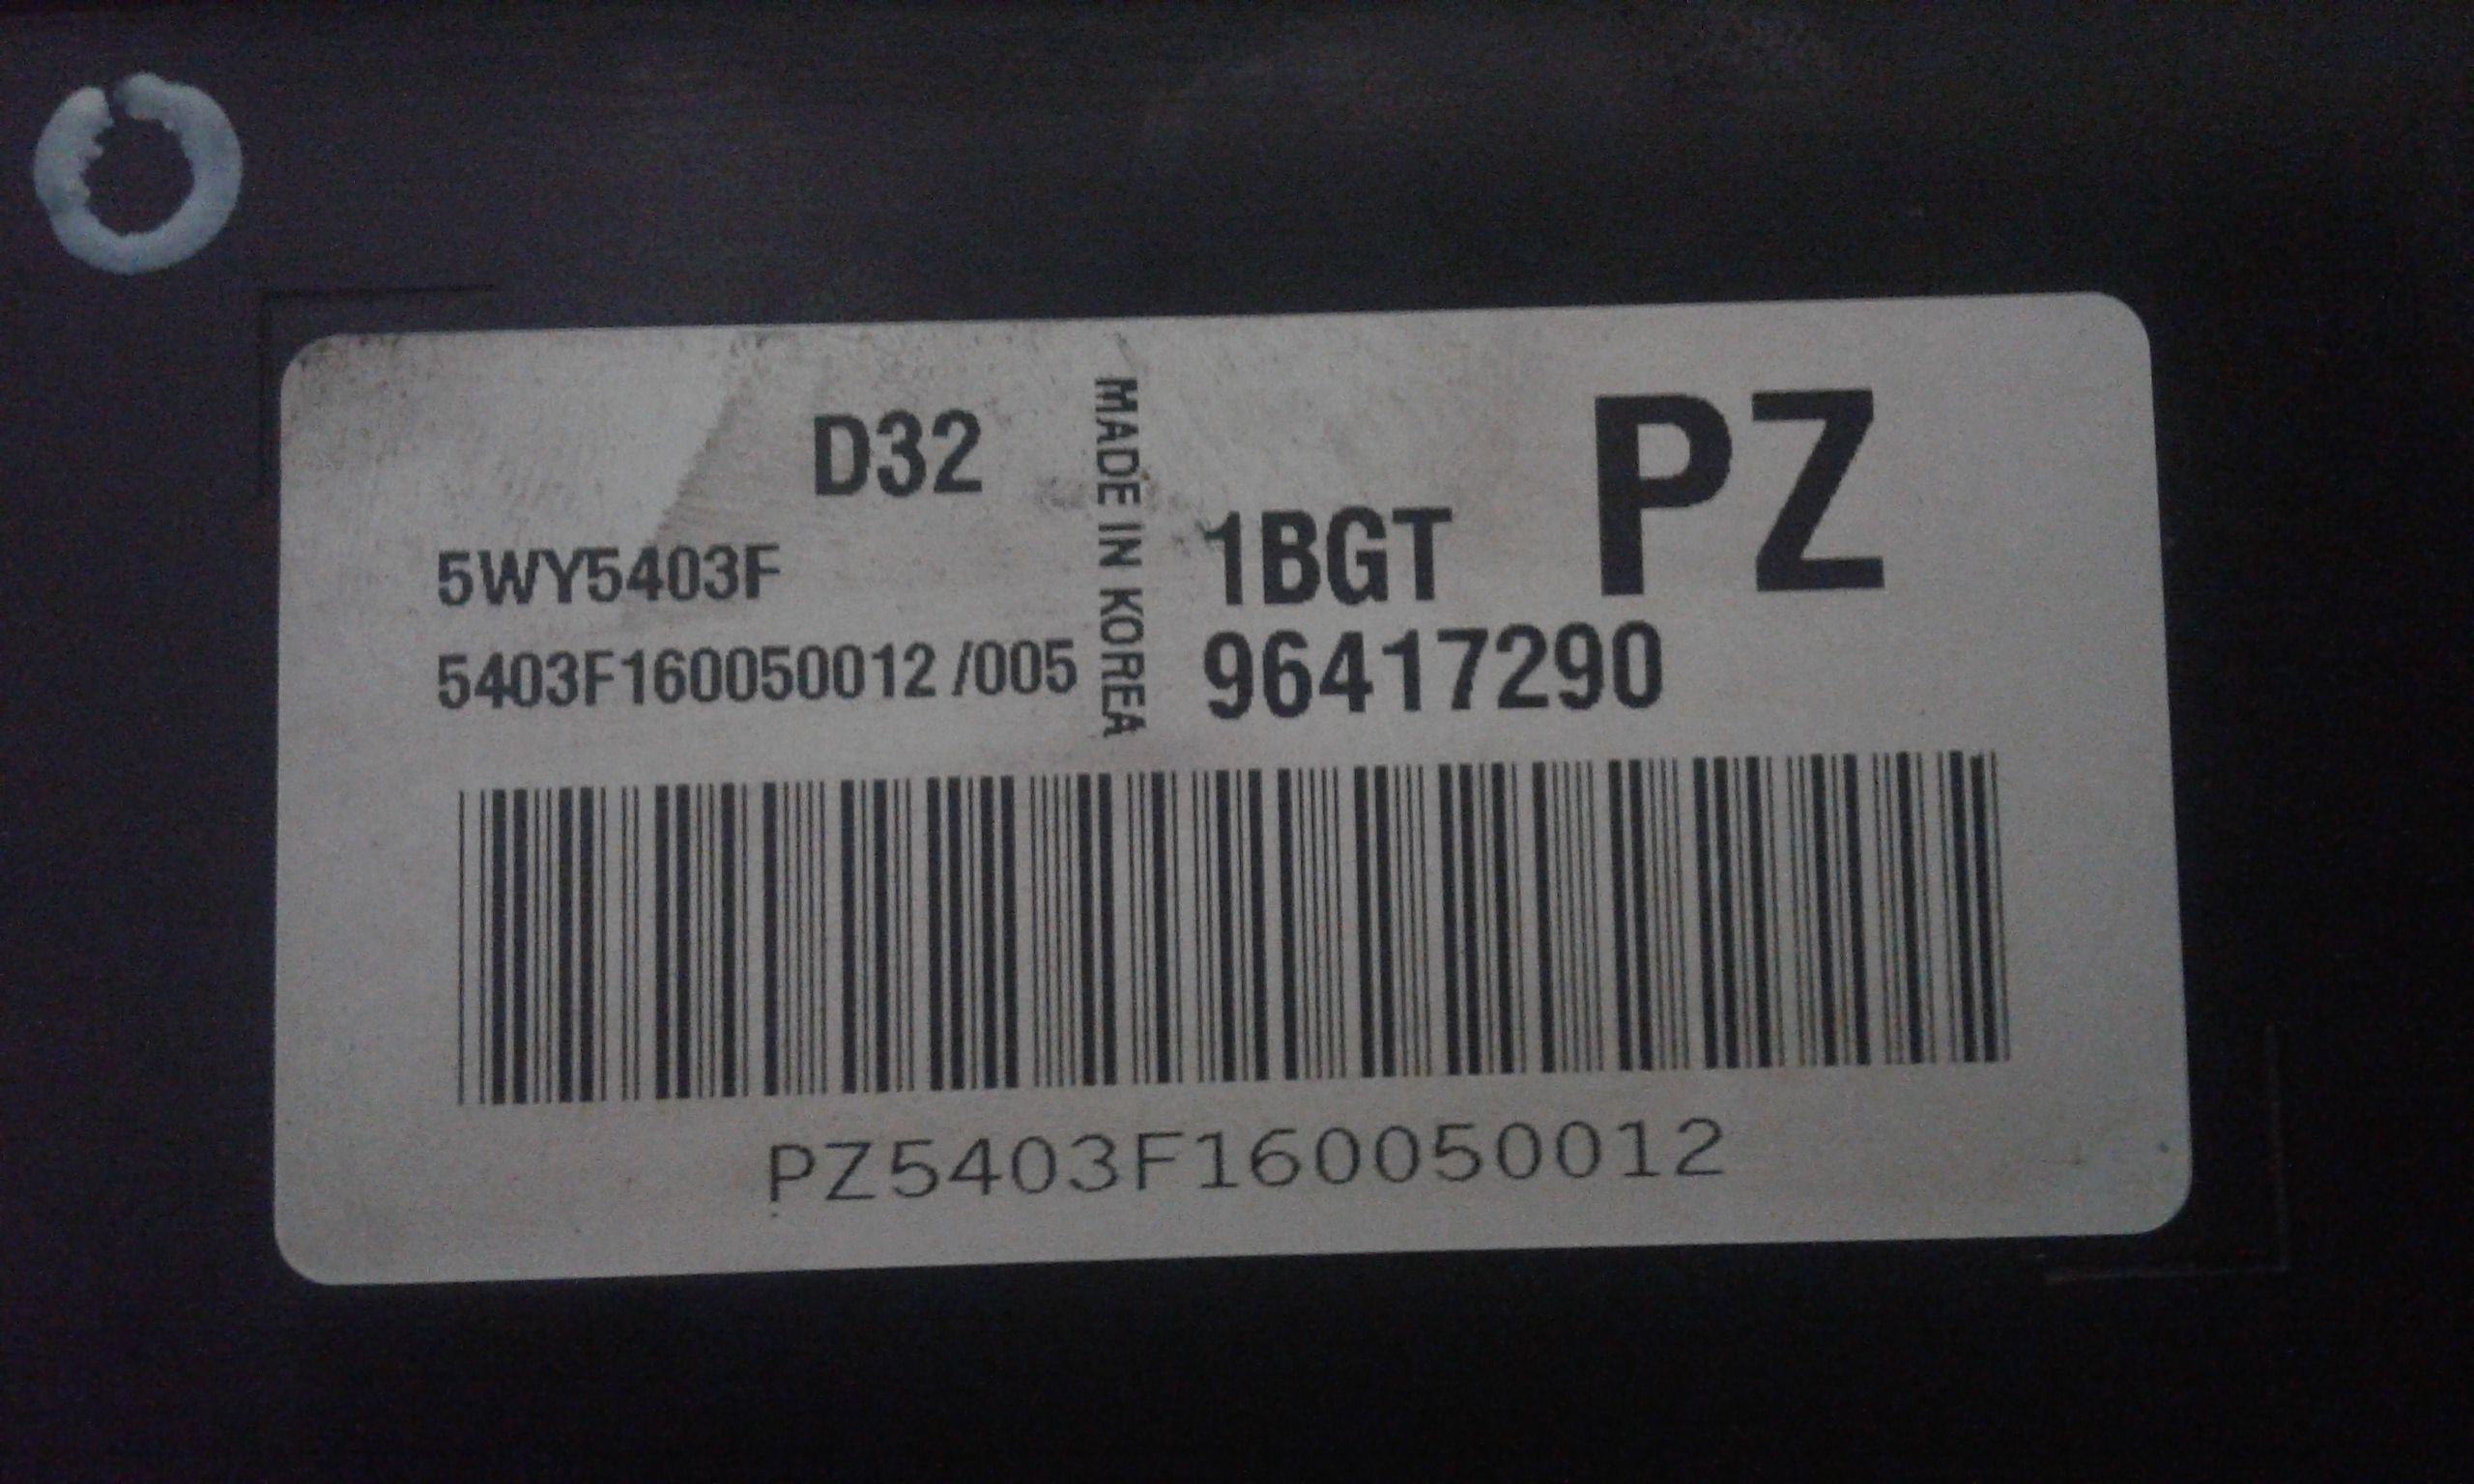 D32
5WY5403F
5403F160050012 /005
MADE IN KOREA
PZ
1BGT
96417290
PZ5403F160050012